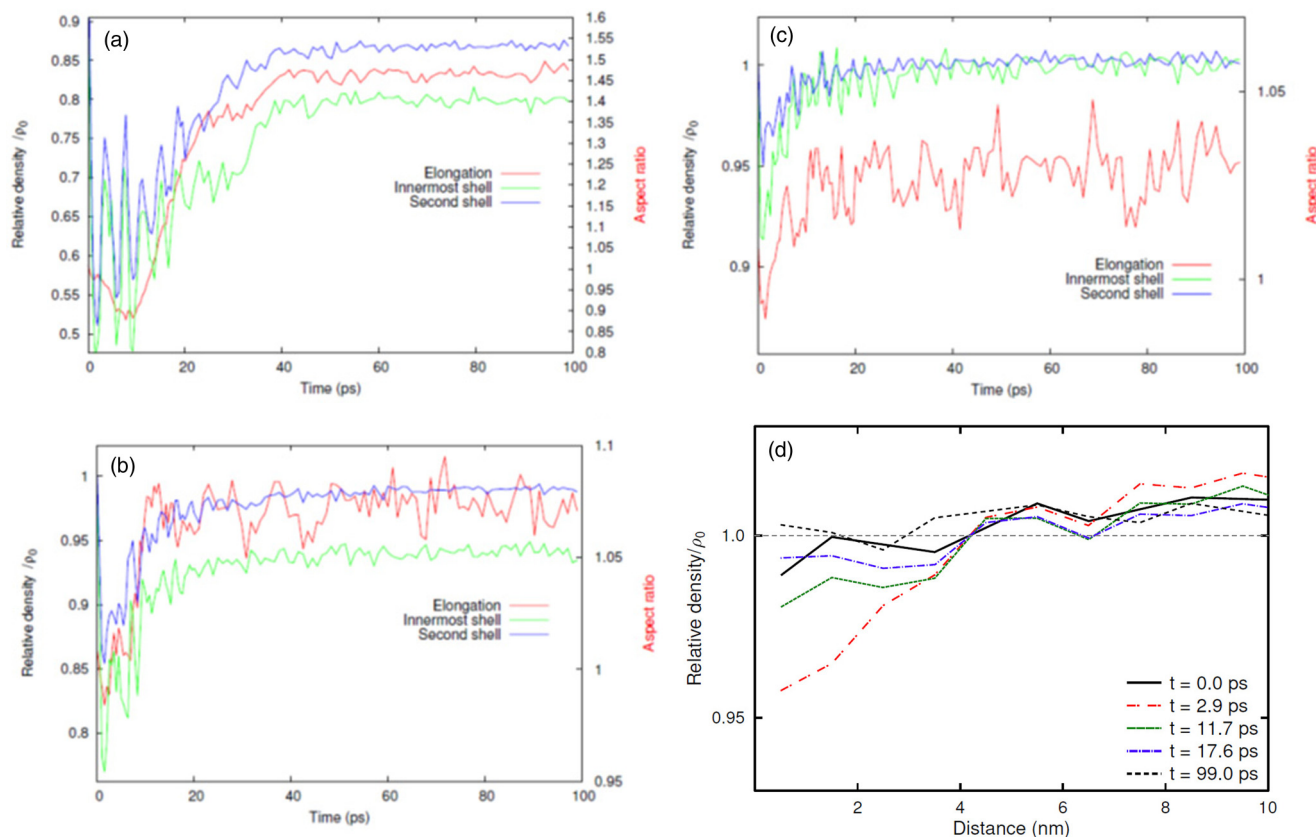 (a)
0.9
0.85
0.8
0.75
0.7
0.65
0.6
0.55
0.5
Relative density /ρ0
1.6
1.55
1.5
1.45
1.4
1.35
1.3
1.25
1.2
1.15
1.1
1.05
1
0.95
0.9
0.85
0.8
Aspect ratio
Elongation
Innermost shell
Second shell
0 20 40 60 80 100
Time (ps)
(c)
1
0.95
0.9
Relative density /ρ0
1.05
1
Aspect ratio
Elongation
Innermost shell
Second shell
0 20 40 60 80 100
Time (ps)
(b)
1
0.95
0.9
0.85
0.8
Relative density /ρ0
1.1
1.05
1
0.95
Aspect ratio
Elongation
Innermost shell
Second shell
0 20 40 60 80 100
Time (ps)
(d)
1.0
0.95
Relative density/ρ0
t = 0.0 ps
t = 2.9 ps
t = 11.7 ps
t = 17.6 ps
t = 99.0 ps
2 4 6 8 10
Distance (nm)